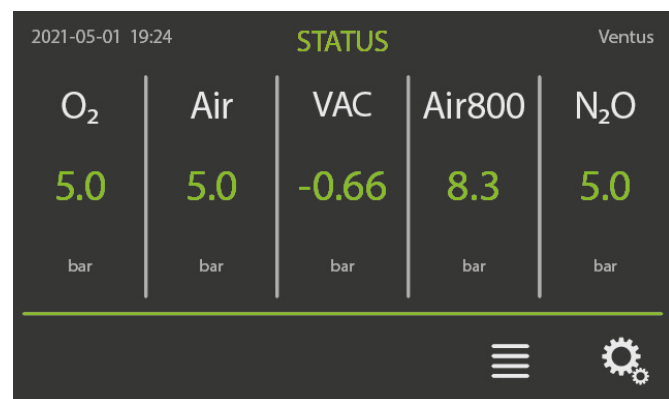 2021-05-01 19:24 STATUS Ventus
O₂ Air VAC Air800 N₂O
5.0 5.0 -0.66 8.3 5.0
bar bar bar bar bar